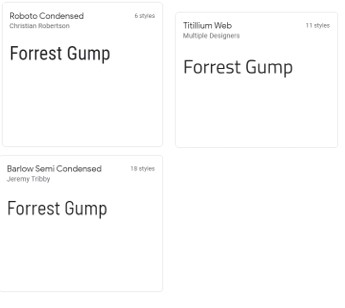 Roboto Condensed
6 styles
Christian Robertson
Forrest Gump
Titillium Web
11 styles
Multiple Designers
Forrest Gump
Barlow Semi Condensed
18 styles
Jeremy Tribby
Forrest Gump